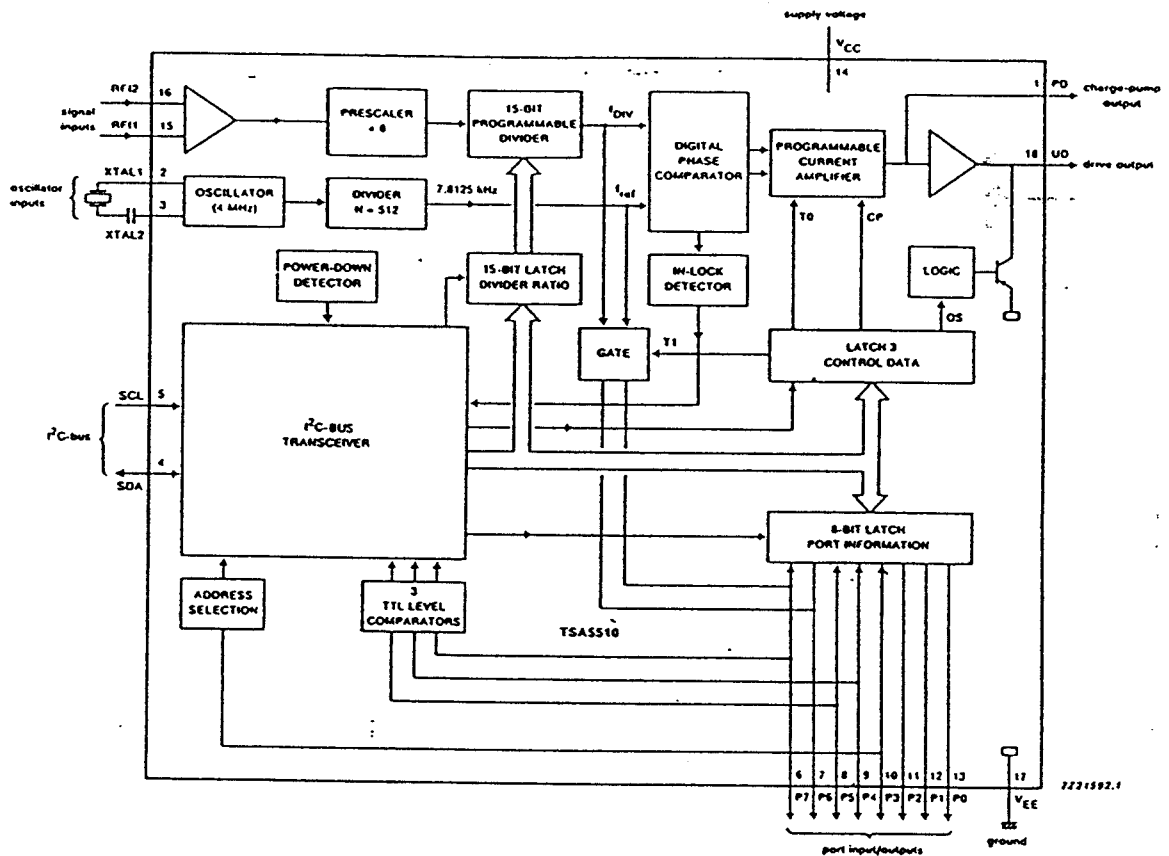 supply voltage
VCC
14
RFI2 16
signal inputs
RFI1 15
PRESCALER
÷ 8
15-BIT
PROGRAMMABLE
DIVIDER
fDIV
DIGITAL
PHASE
COMPARATOR
PROGRAMMABLE
CURRENT
AMPLIFIER
1 PD
charge-pump
output
18 UD
drive output
XTAL1 2
oscillator
inputs
3
XTAL2
OSCILLATOR
(4 MHz)
DIVIDER
N = 512
7.8125 kHz
fref
T0
CP
POWER-DOWN
DETECTOR
15-BIT LATCH
DIVIDER RATIO
IN-LOCK
DETECTOR
LOGIC
OS
GATE
T1
LATCH 3
CONTROL DATA
SCL 5
I²C-bus
4
SDA
I²C-BUS
TRANSCEIVER
8-BIT LATCH
PORT INFORMATION
ADDRESS
SELECTION
3
TTL LEVEL
COMPARATORS
TSA5510
6 7 8 9 10 11 12 13 17
P7 P6 P5 P4 P3 P2 P1 P0 VEE
7Z21592.1
ground
port input/outputs